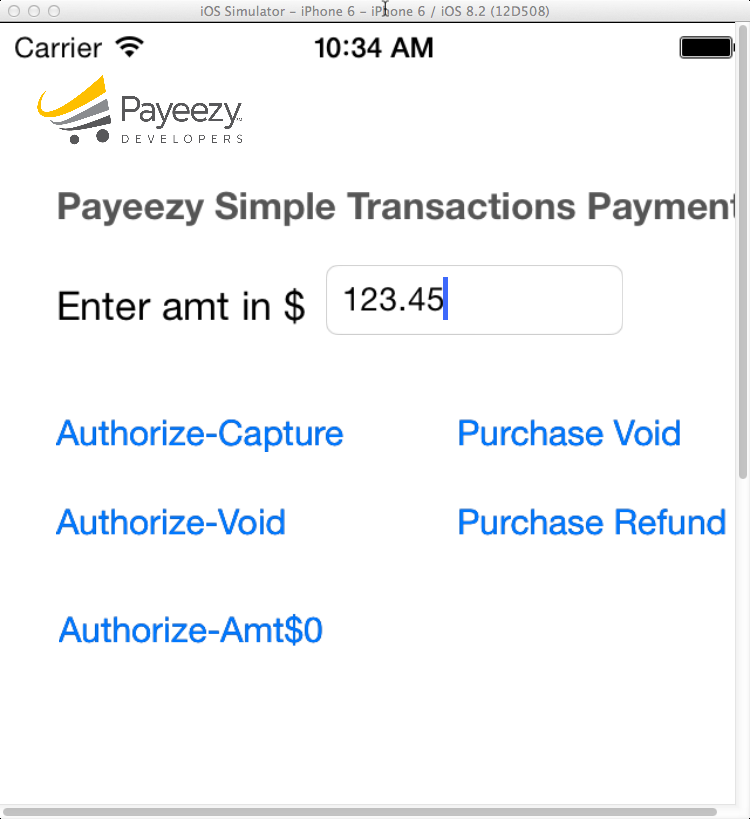 iOS Simulator – iPhone 6 – iPhone 6 / iOS 8.2 (12D508)
Carrier 10:34 AM
Payeezy
DEVELOPERS
Payeezy Simple Transactions Payment
Enter amt in $ 123.45
Authorize-Capture Purchase Void
Authorize-Void Purchase Refund
Authorize-Amt$0